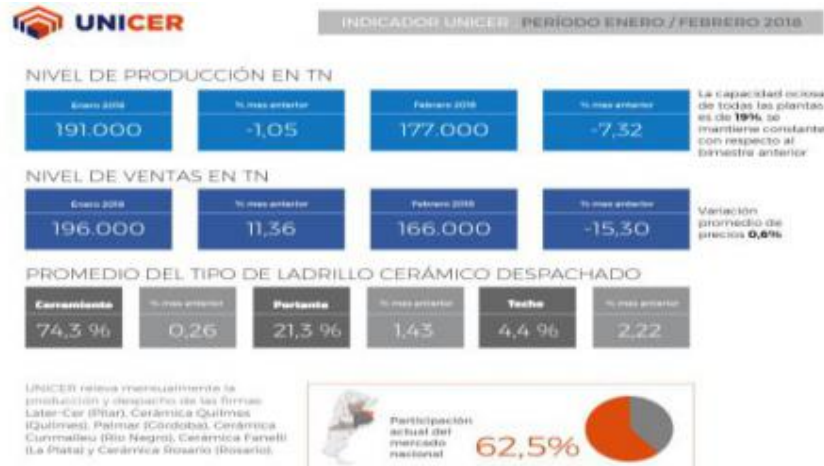 UNICER
INDICADOR UNICER PERÍODO ENERO / FEBRERO 2018
NIVEL DE PRODUCCIÓN EN TN
Enero 2018
% mes anterior
Febrero 2018
% mes anterior
191.000
-1,05
177.000
-7,32
La capacidad ociosa
de todas las plantas
es de 19%, se
mantiene constante
con respecto al
bimestre anterior
NIVEL DE VENTAS EN TN
Enero 2018
% mes anterior
Febrero 2018
% mes anterior
196.000
11,36
166.000
-15,30
Variación
promedio de
precios 0,6%
PROMEDIO DEL TIPO DE LADRILLO CERÁMICO DESPACHADO
Cerramiento
% mes anterior
Portante
% mes anterior
Techo
% mes anterior
74,3 %
0,26
21,3 %
1,43
4,4 %
2,22
UNICER releva mensualmente la
producción y despacho de las firmas
Later-Cer (Pilar), Cerámica Quilmes
(Quilmes), Palmar (Córdoba), Cerámica
Cunmalleu (Río Negro), Cerámica Fanelli
(La Plata) y Cerámica Rosario (Rosario).
Participación
actual del
mercado
nacional
62,5%